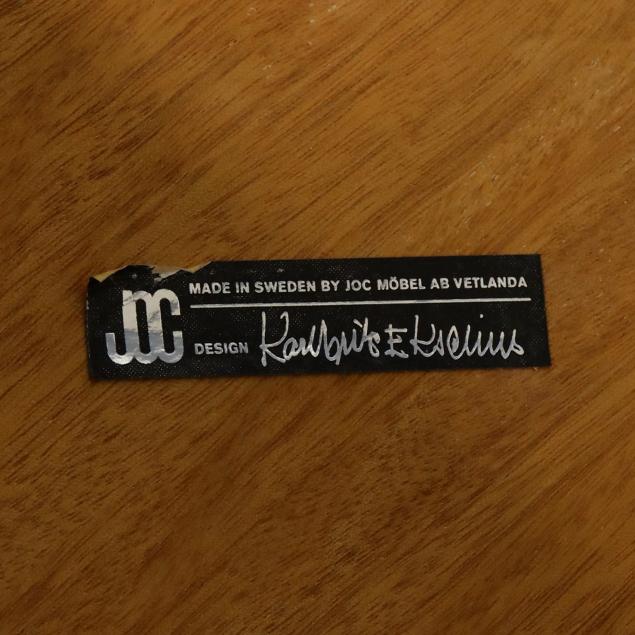 JOC
MADE IN SWEDEN BY JOC MÖBEL AB VETLANDA
DESIGN Karl Erik Ekselius